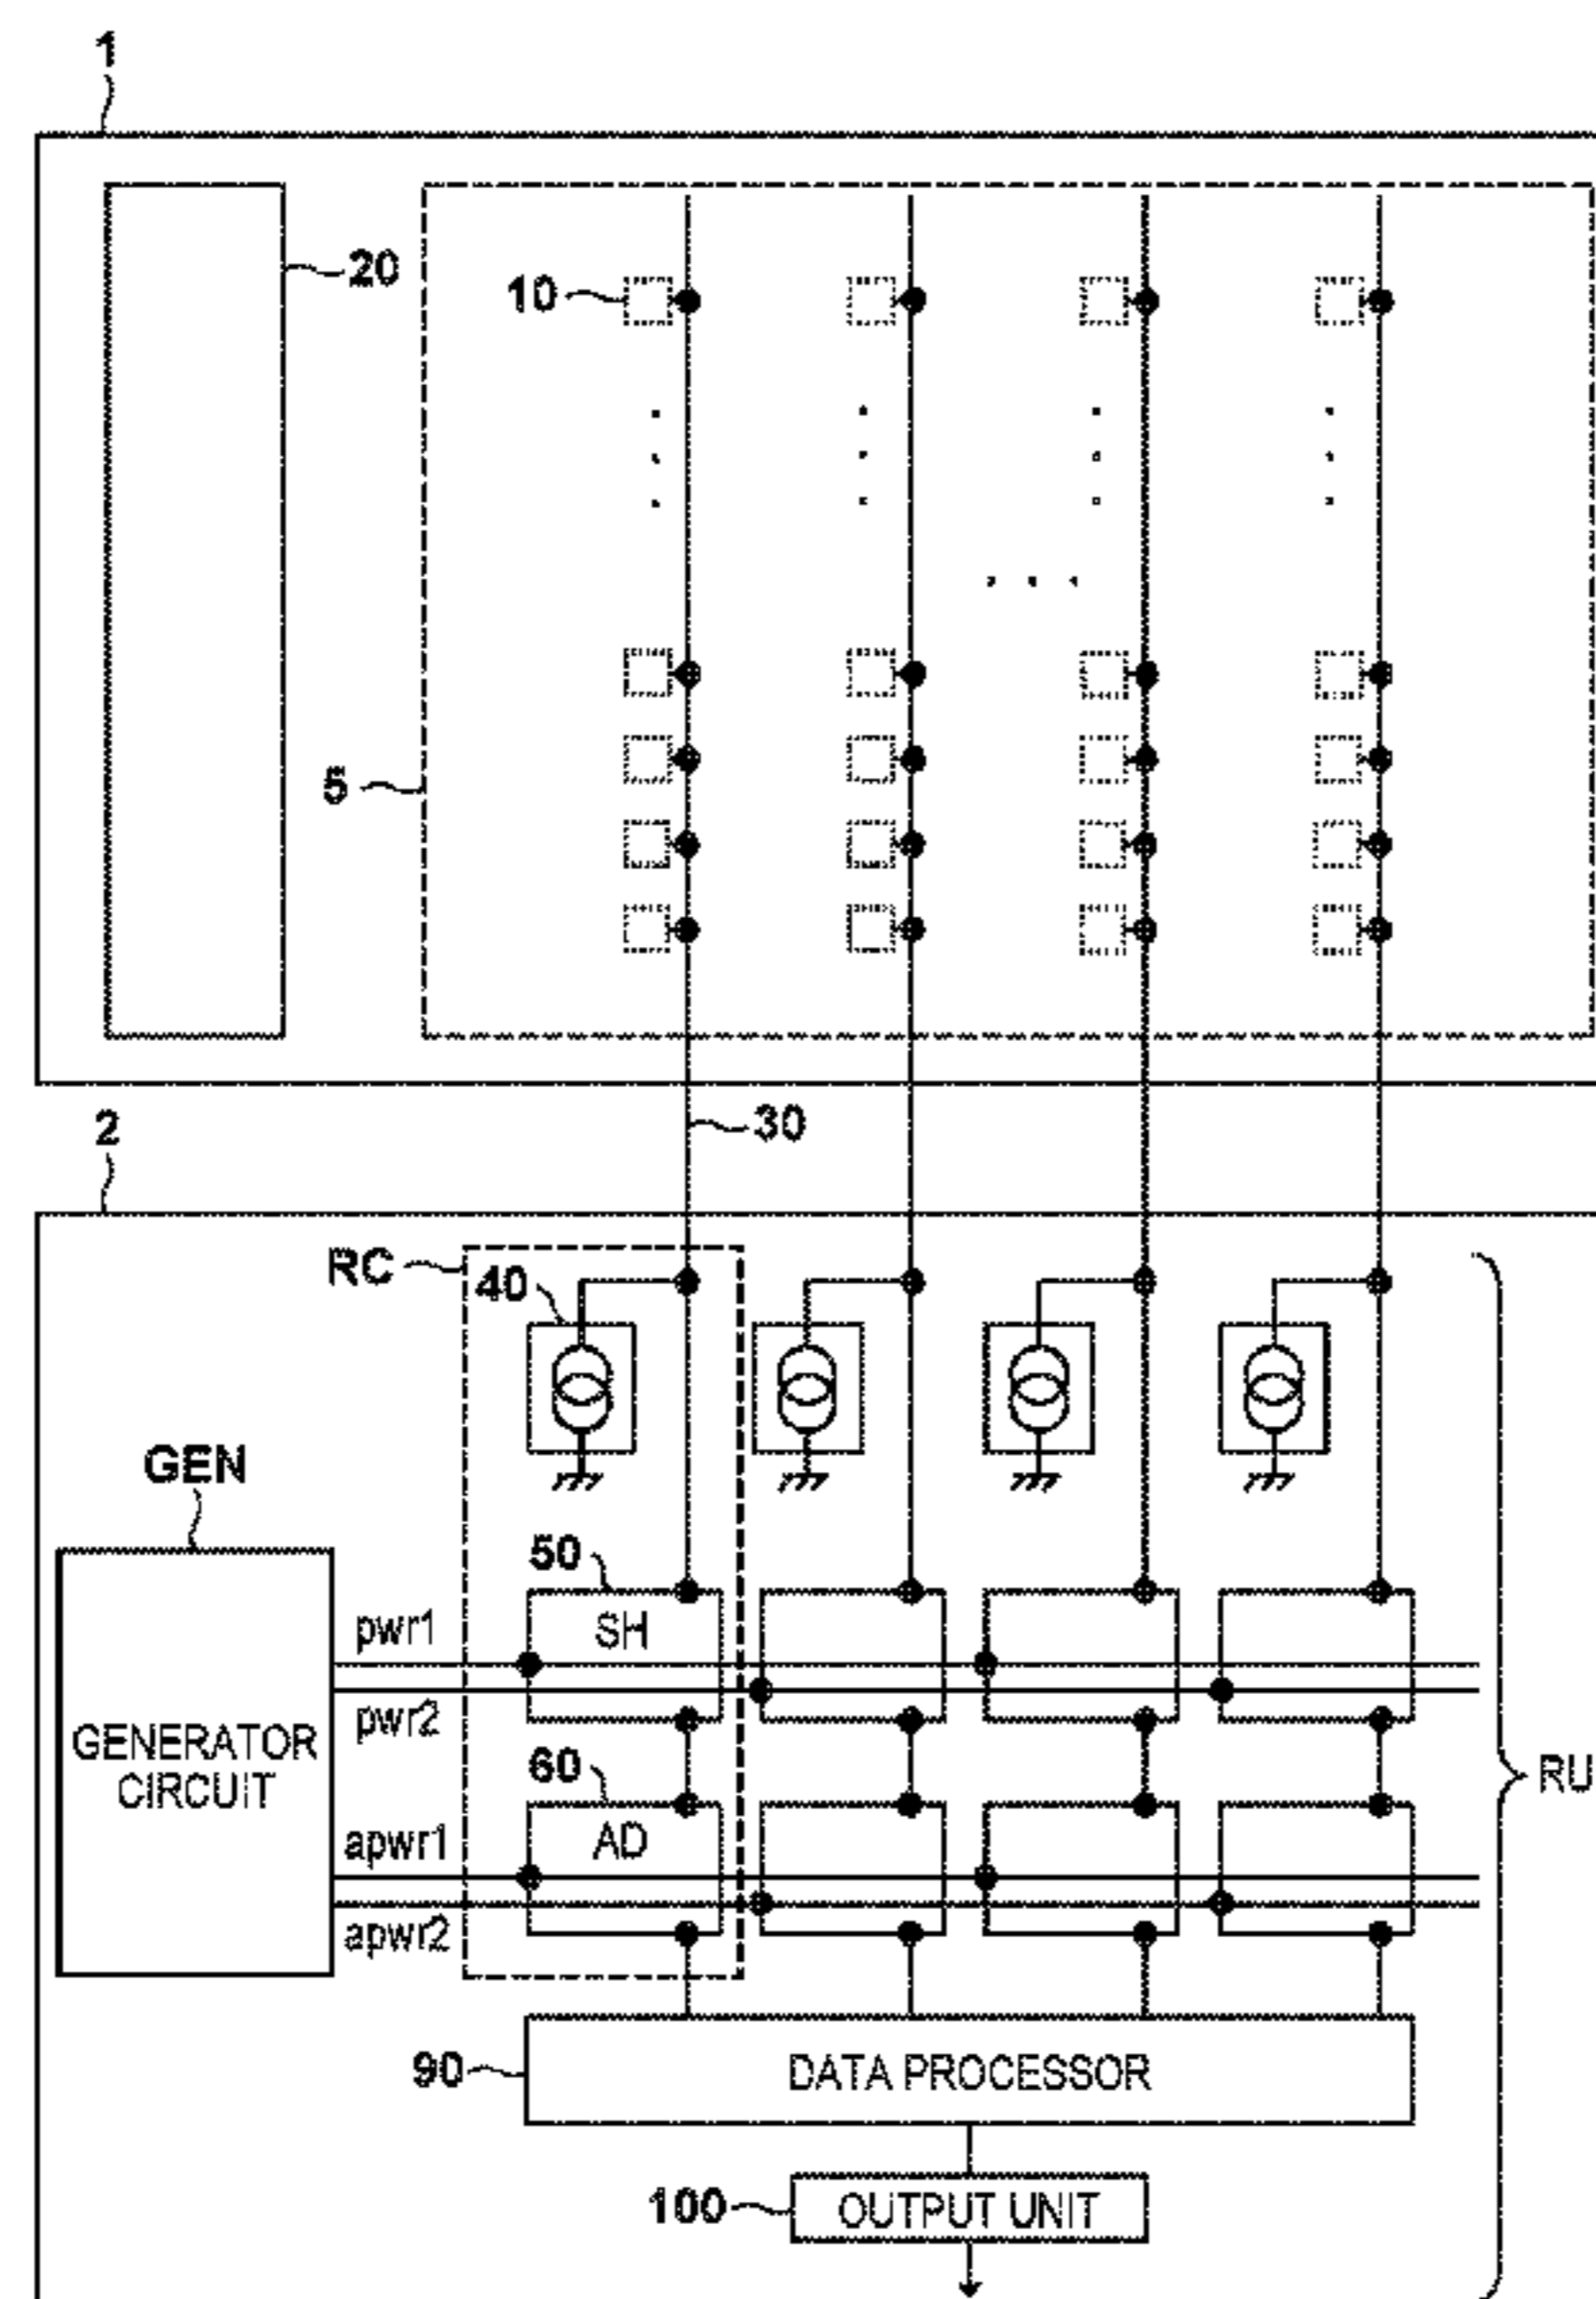 1
20
10
5
30
2
RC
40
GEN
50
SH
pwr1
pwr2
GENERATOR
CIRCUIT
60
AD
apwr1
apwr2
RU
90
DATA PROCESSOR
100
OUTPUT UNIT